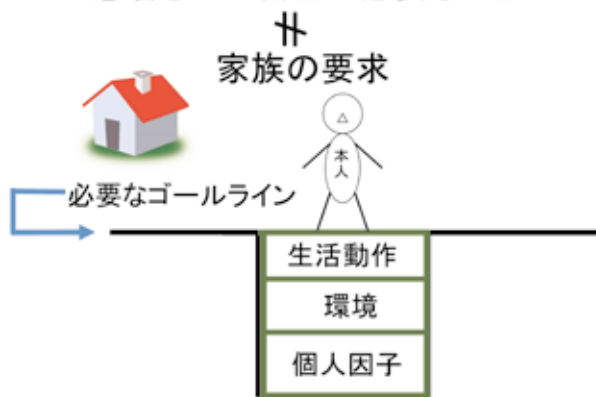 ≠
家族の要求
△
本人
必要なゴールライン
生活動作
環境
個人因子